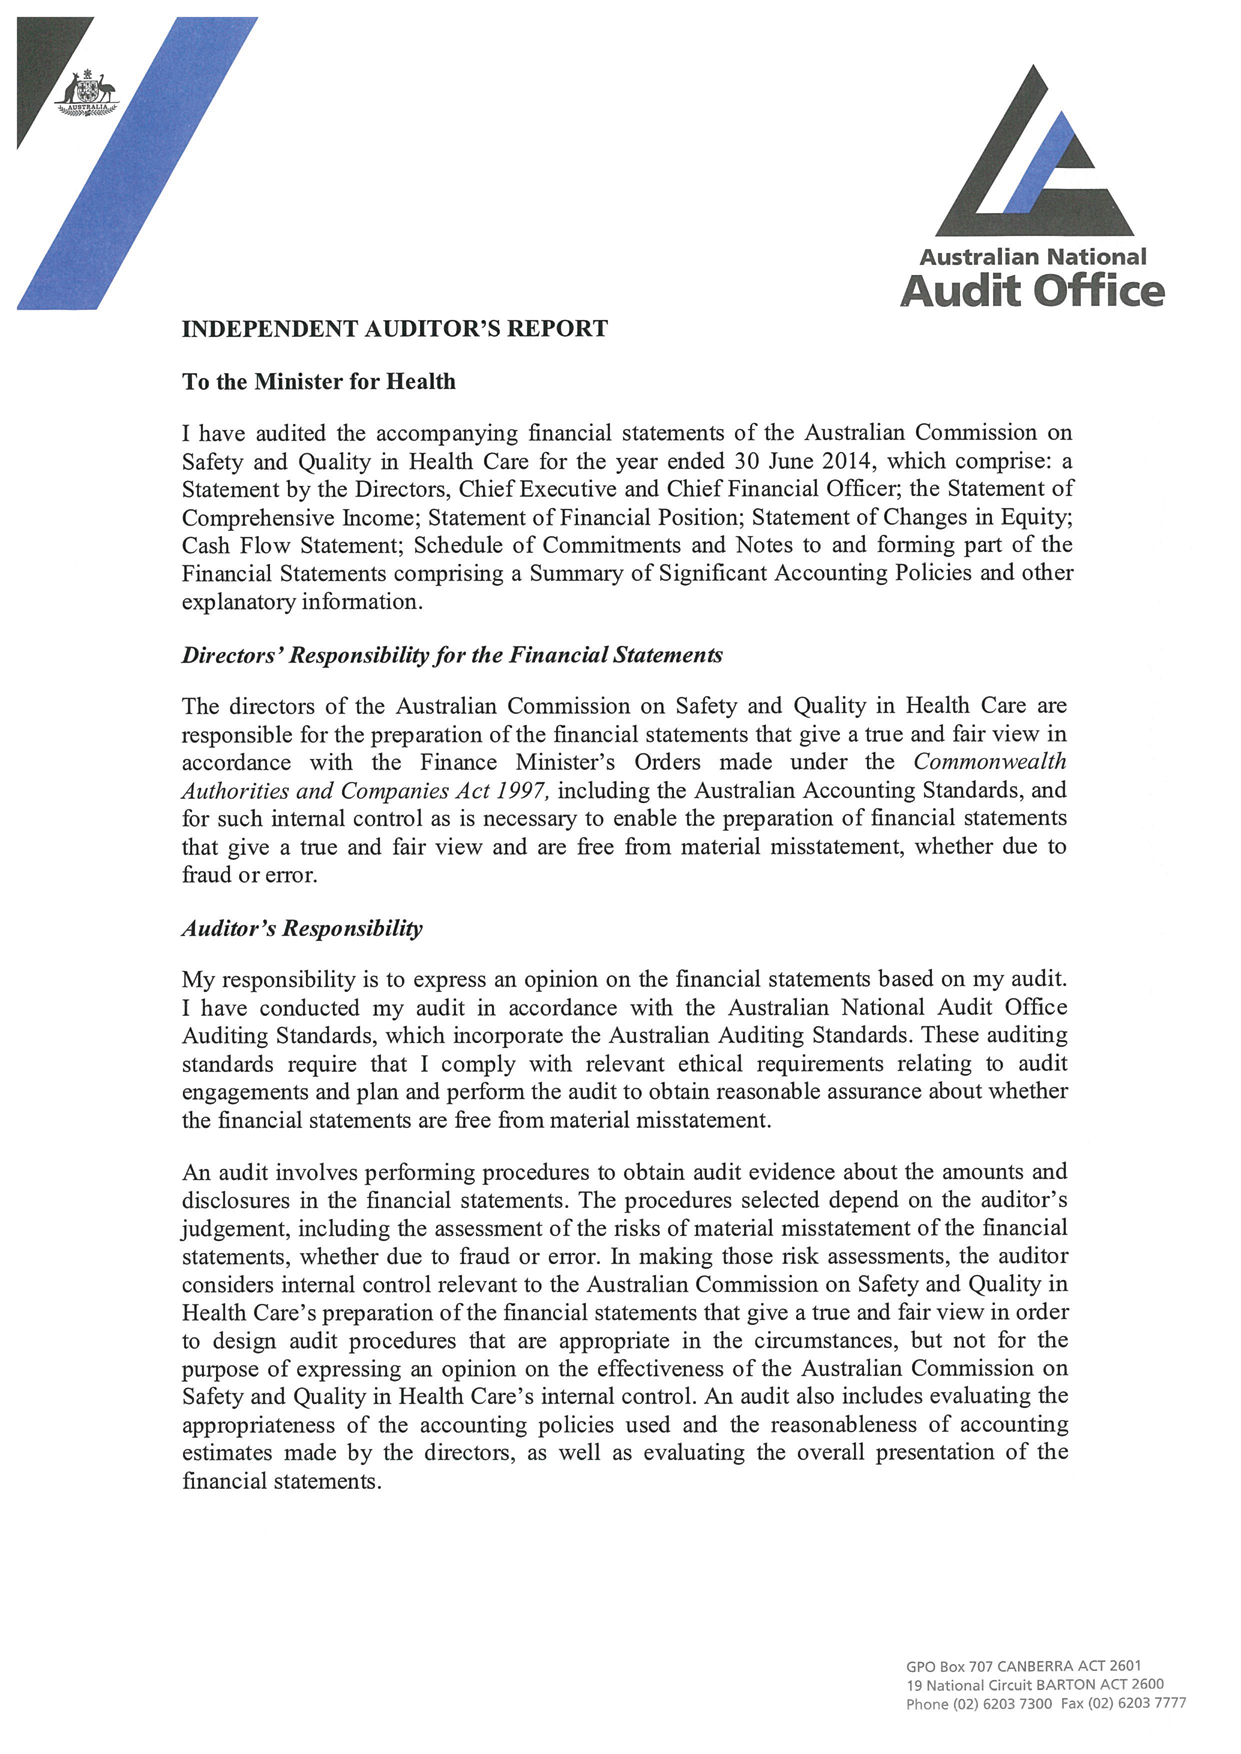 AUSTRALIA
Australian National
Audit Office
INDEPENDENT AUDITOR'S REPORT
To the Minister for Health
I have audited the accompanying financial statements of the Australian Commission on
Safety and Quality in Health Care for the year ended 30 June 2014, which comprise: a
Statement by the Directors, Chief Executive and Chief Financial Officer; the Statement of
Comprehensive Income; Statement of Financial Position; Statement of Changes in Equity;
Cash Flow Statement; Schedule of Commitments and Notes to and forming part of the
Financial Statements comprising a Summary of Significant Accounting Policies and other
explanatory information.
Directors' Responsibility for the Financial Statements
The directors of the Australian Commission on Safety and Quality in Health Care are
responsible for the preparation of the financial statements that give a true and fair view in
accordance with the Finance Minister's Orders made under the Commonwealth
Authorities and Companies Act 1997, including the Australian Accounting Standards, and
for such internal control as is necessary to enable the preparation of financial statements
that give a true and fair view and are free from material misstatement, whether due to
fraud or error.
Auditor's Responsibility
My responsibility is to express an opinion on the financial statements based on my audit.
I have conducted my audit in accordance with the Australian National Audit Office
Auditing Standards, which incorporate the Australian Auditing Standards. These auditing
standards require that I comply with relevant ethical requirements relating to audit
engagements and plan and perform the audit to obtain reasonable assurance about whether
the financial statements are free from material misstatement.
An audit involves performing procedures to obtain audit evidence about the amounts and
disclosures in the financial statements. The procedures selected depend on the auditor's
judgement, including the assessment of the risks of material misstatement of the financial
statements, whether due to fraud or error. In making those risk assessments, the auditor
considers internal control relevant to the Australian Commission on Safety and Quality in
Health Care's preparation of the financial statements that give a true and fair view in order
to design audit procedures that are appropriate in the circumstances, but not for the
purpose of expressing an opinion on the effectiveness of the Australian Commission on
Safety and Quality in Health Care's internal control. An audit also includes evaluating the
appropriateness of the accounting policies used and the reasonableness of accounting
estimates made by the directors, as well as evaluating the overall presentation of the
financial statements.
GPO Box 707 CANBERRA ACT 2601
19 National Circuit BARTON ACT 2600
Phone (02) 6203 7300 Fax (02) 6203 7777